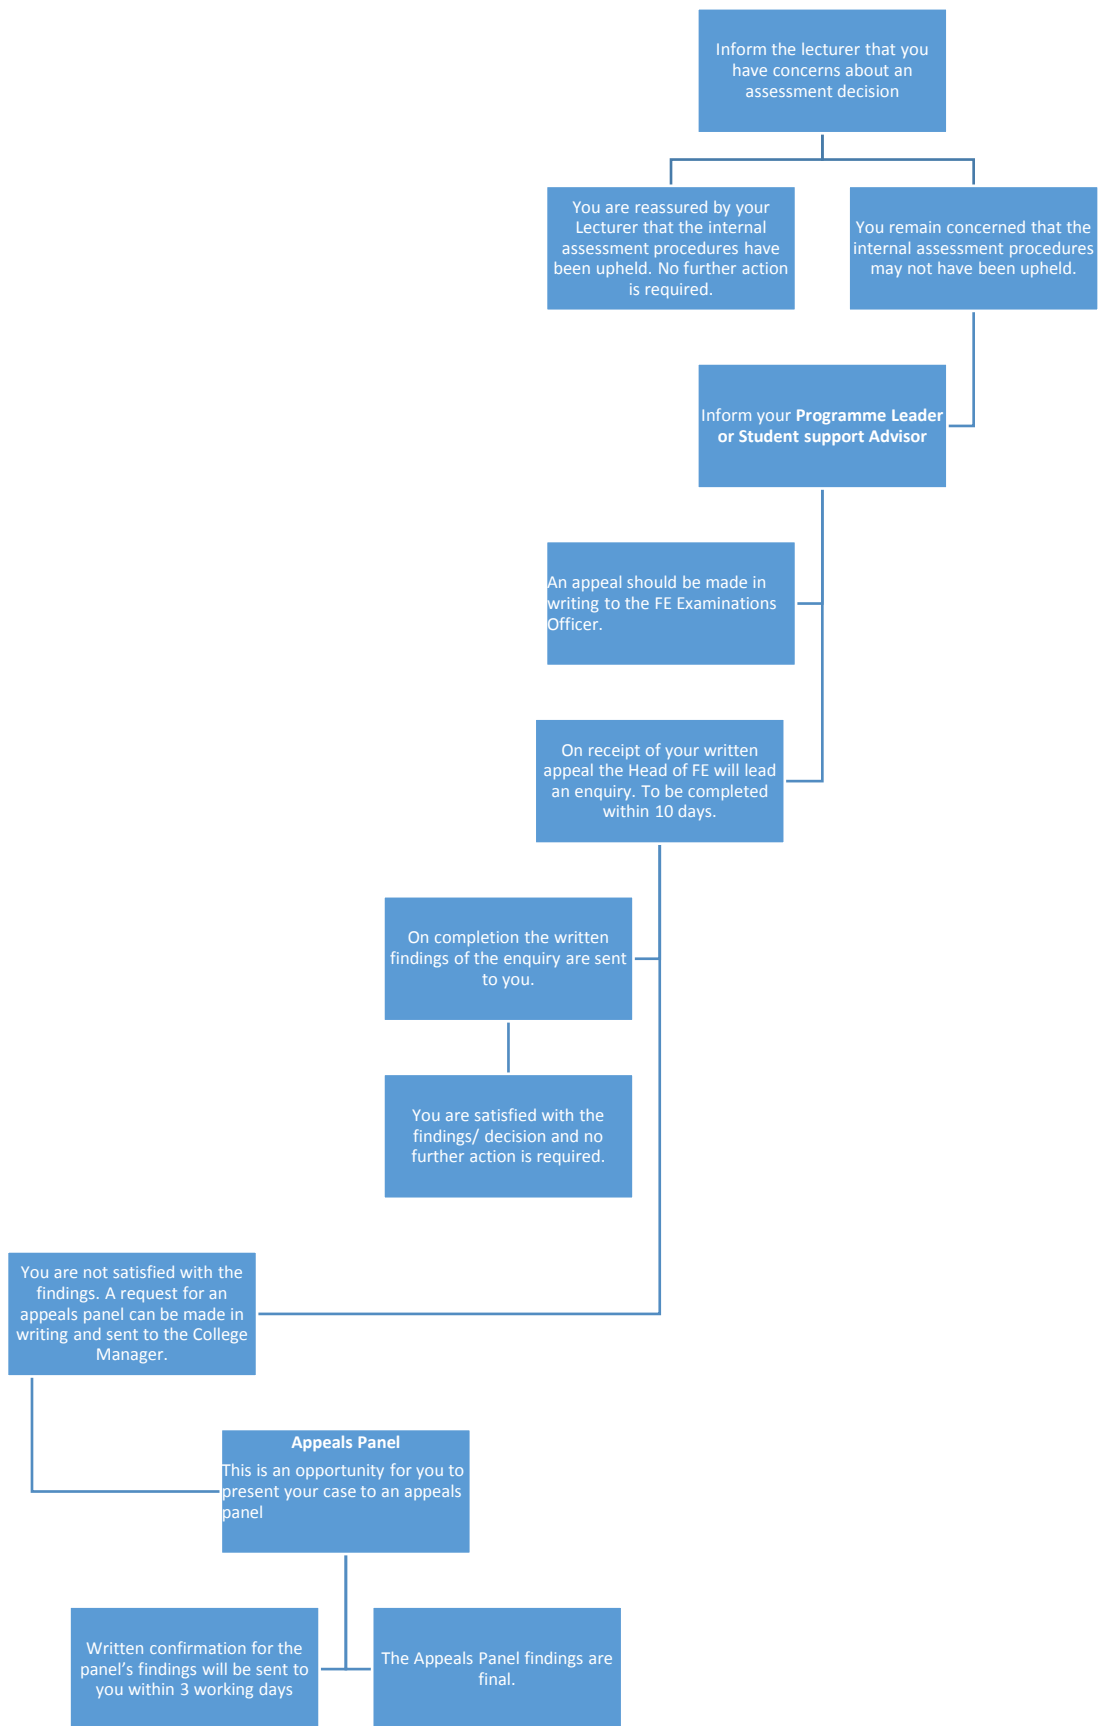 Inform the lecturer that you
have concerns about an
assessment decision
You are reassured by your
Lecturer that the internal
assessment procedures have
been upheld. No further action
is required.
You remain concerned that the
internal assessment procedures
may not have been upheld.
Inform your Programme Leader
or Student support Advisor
An appeal should be made in
writing to the FE Examinations
Officer.
On receipt of your written
appeal the Head of FE will lead
an enquiry. To be completed
within 10 days.
On completion the written
findings of the enquiry are sent
to you.
You are satisfied with the
findings/ decision and no
further action is required.
You are not satisfied with the
findings. A request for an
appeals panel can be made in
writing and sent to the College
Manager.
Appeals Panel
This is an opportunity for you to
present your case to an appeals
panel
Written confirmation for the
panel’s findings will be sent to
you within 3 working days
The Appeals Panel findings are
final.